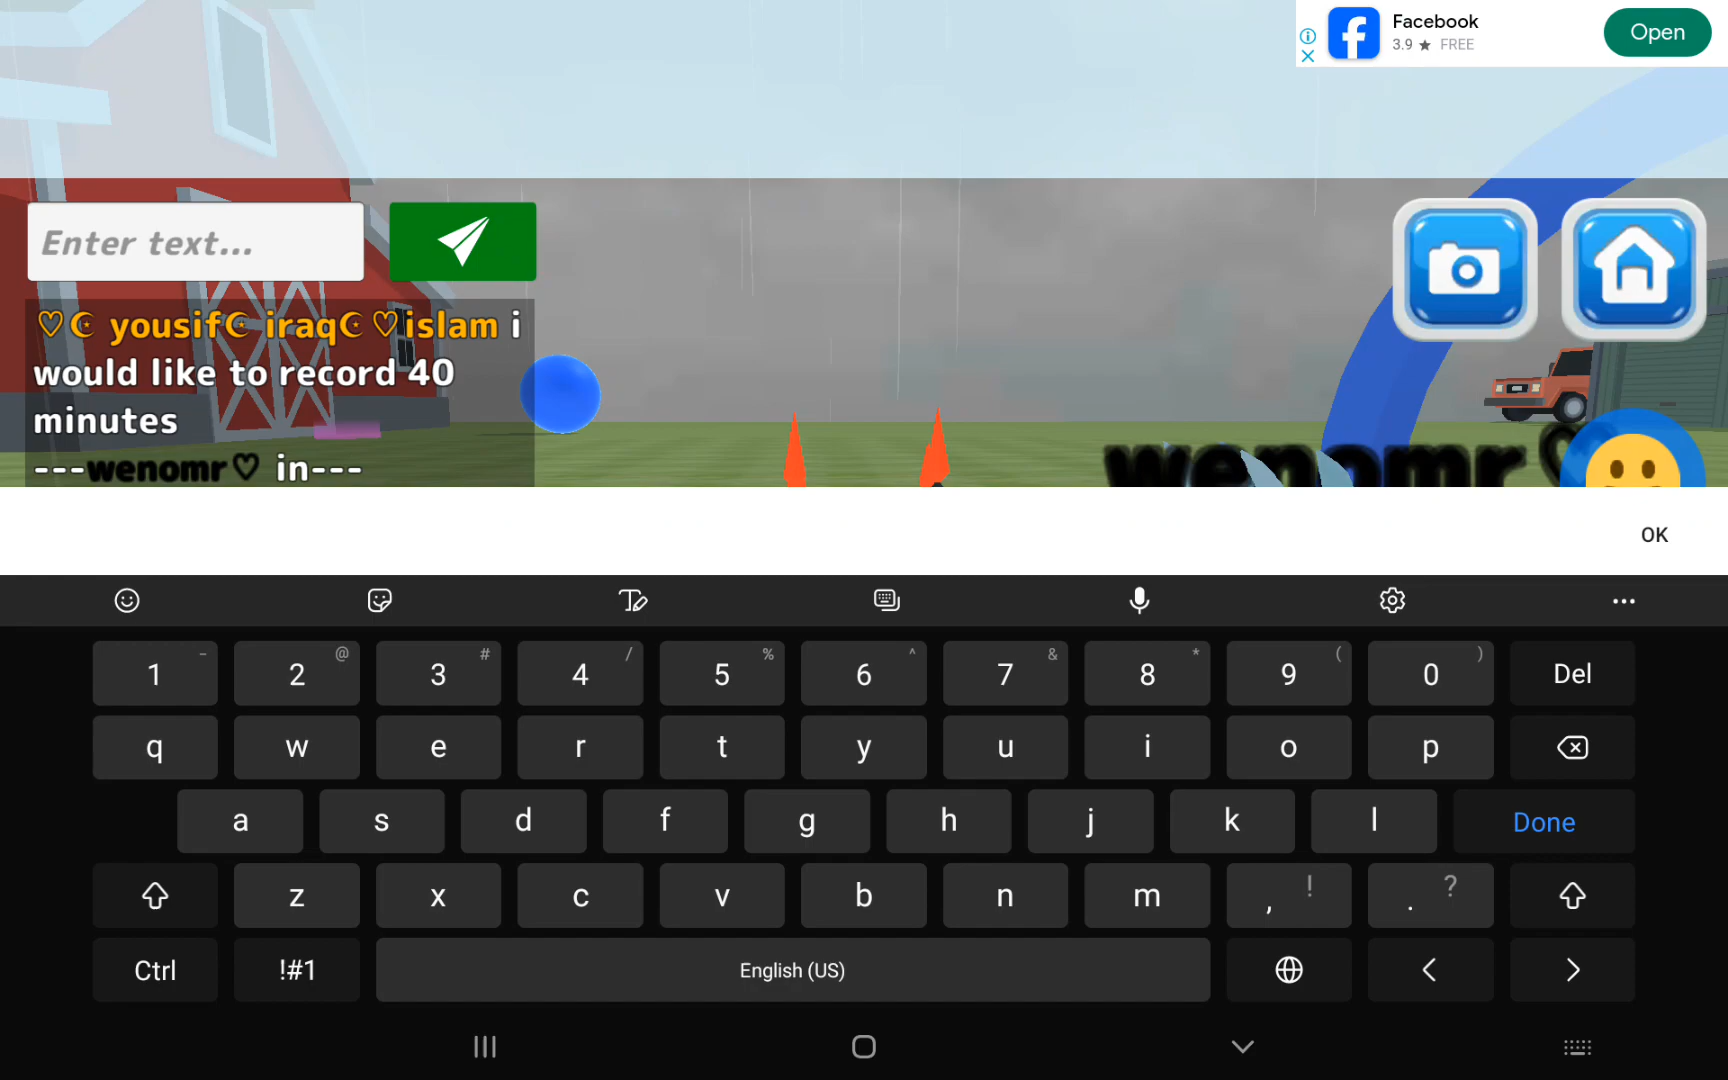 Facebook
3.9 ★ FREE
Open
Enter text...
♡☪ yousif☪ iraq☪♡islam i
would like to record 40
minutes
---wenomr♡ in---
wenomr♡
OK
1 - 2 @ 3 # 4 / 5 % 6 ^ 7 & 8 * 9 ( 0 ) Del
q w e r t y u i o p
a s d f g h j k l Done
z x c v b n m , ! . ?
Ctrl !#1 English (US) < >